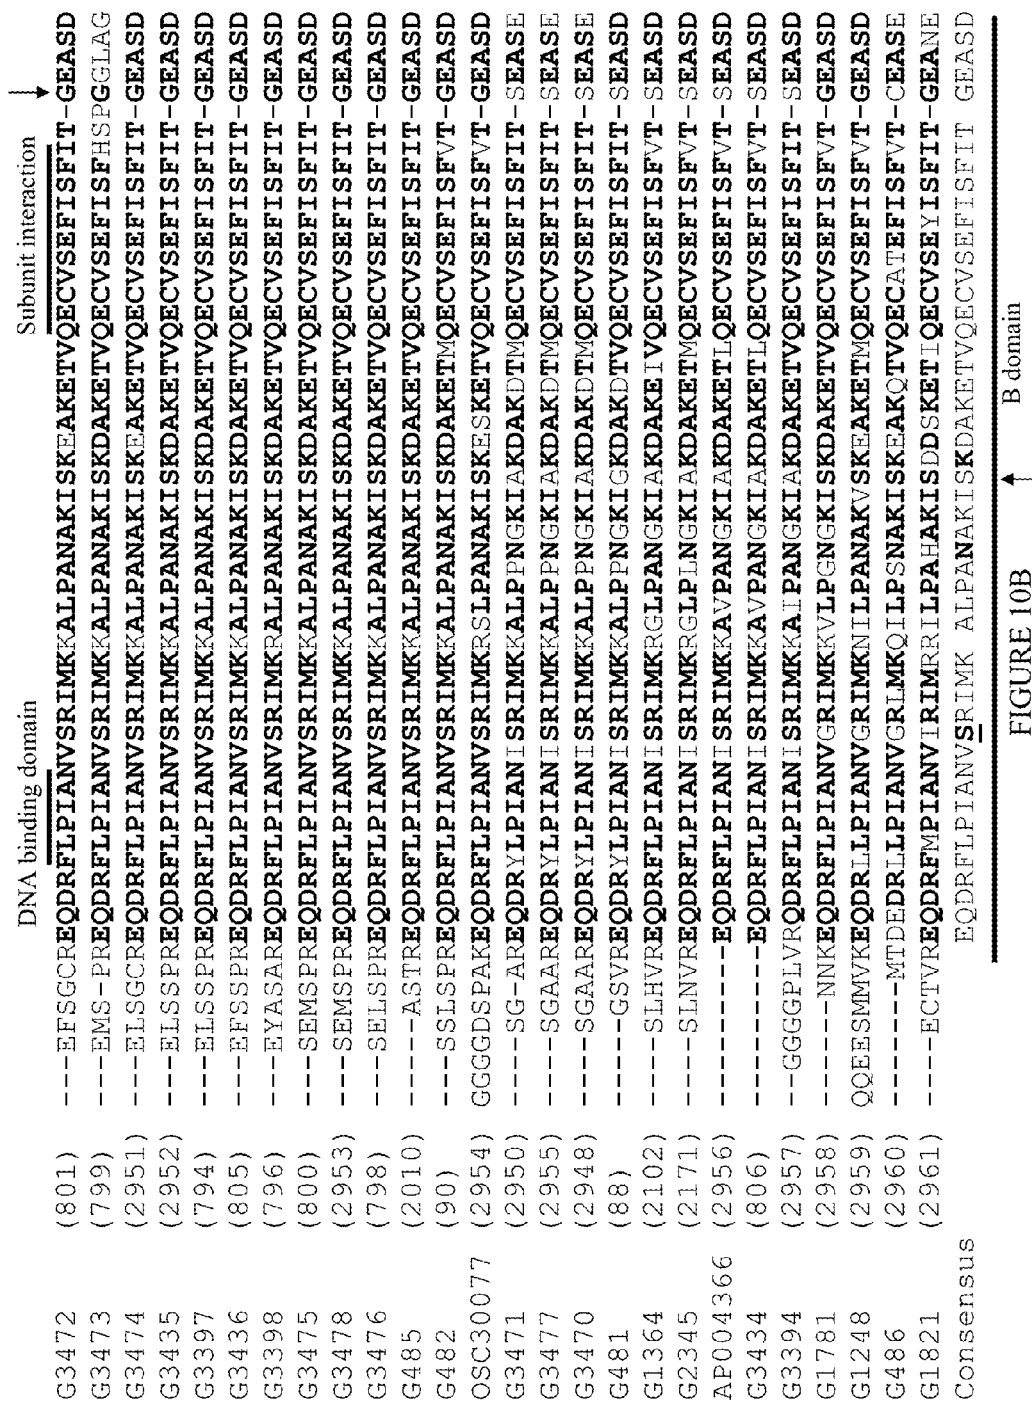 DNA binding domain
Subunit interaction
G3472 (801) ---EFSGCREQDRFLPIANVSRIMKKALPANAKISKEAKETVQECVSEFISFIT-GEASD
G3473 (799) ---EMS-PREQDRFLPIANVSRIMKKALPANAKISKDAKETVQECVSEFISFHSPGGLAG
G3474 (2951) ---ELSGCREQDRFLPIANVSRIMKKALPANAKISKEAKETVQECVSEFISFIT-GEASD
G3435 (2952) ---ELSSPREQDRFLPIANVSRIMKKALPANAKISKDAKETVQECVSEFISFIT-GEASD
G3397 (794) ---ELSSPREQDRFLPIANVSRIMKKALPANAKISKDAKETVQECVSEFISFIT-GEASD
G3436 (805) ---EFSSPREQDRFLPIANVSRIMKKALPANAKISKDAKETVQECVSEFISFIT-GEASD
G3398 (796) ---EYASAREQDRFLPIANVSRIMKRALPANAKISKDAKETVQECVSEFISFIT-GEASD
G3475 (800) ---SEMSPREQDRFLPIANVSRIMKKALPANAKISKDAKETVQECVSEFISFIT-GEASD
G3478 (2953) ---SEMSPREQDRFLPIANVSRIMKKALPANAKISKDAKETVQECVSEFISFIT-GEASD
G3476 (798) ---SELSPREQDRFLPIANVSRIMKKALPANAKISKDAKETVQECVSEFISFIT-GEASD
G485 (2010) -----ASTREQDRFLPIANVSRIMKKALPANAKISKDAKETVQECVSEFISFIT-GEASD
G482 (90) ---SSLSPREQDRFLPIANVSRIMKKALPANAKISKDAKETMQECVSEFISFVT-GEASD
OSC30077 (2954) GGGGDSPAKEQDRFLPIANVSRIMKRSLPANAKISKESKETVQECVSEFISFVT-GEASD
G3471 (2950) ----SG-AREQDRYLPIANISRIMKKALPPNGKIAKDAKDTMQECVSEFISFIT-SEASE
G3477 (2955) ----SGAAREQDRYLPIANISRIMKKALPPNGKIAKDAKDTMQECVSEFISFIT-SEASE
G3470 (2948) ----SGAAREQDRYLPIANISRIMKKALPPNGKIAKDAKDTMQECVSEFISFIT-SEASE
G481 (88) -----GSVREQDRYLPIANISRIMKKALPPNGKIGKDAKDTVQECVSEFISFIT-SEASD
G1364 (2102) ----SLHVREQDRFLPIANISRIMKRGLPANGKIAKDAKEIVQECVSEFISFVT-SEASD
G2345 (2171) ----SLNVREQDRFLPIANISRIMKRGLPLNGKIAKDAKETMQECVSEFISFVT-SEASD
AP004366 (2956) ---------EQDRFLPIANISRIMKKAVPANGKIAKDAKETLQECVSEFISFVT-SEASD
G3434 (806) ---------EQDRFLPIANISRIMKKAVPANGKIAKDAKETLQECVSEFISFVT-SEASD
G3394 (2957) --GGGPLVRQDRFLPIANISRIMKKAIPANGKIAKDAKETVQECVSEFISFIT-SEASD
G1781 (2958) ------NNKEQDRFLPIANVGRIMKKVLPGNGKISKDAKETVQECVSEFISFVT-GEASD
G1248 (2959) QQEESMMVKEQDRLLPIANVGRIMKNILPANAKVSKEAKETMQECVSEFISFVT-GEASD
G486 (2960) -------MTDEDRLLPIANVGRLMKQILPSNAKISKEAKQTVQECATEFISFVT-CEASE
G1821 (2961) ----ECTVREQDRFMPIANVIRIMRRILPAHAKISDDSKETIQECVSEYISFIT-GEANE
Consensus EQDRFLPIANVSRIMK ALPANAKISKDAKETVQECVSEFISFIT GEASD
B domain
FIGURE 10B